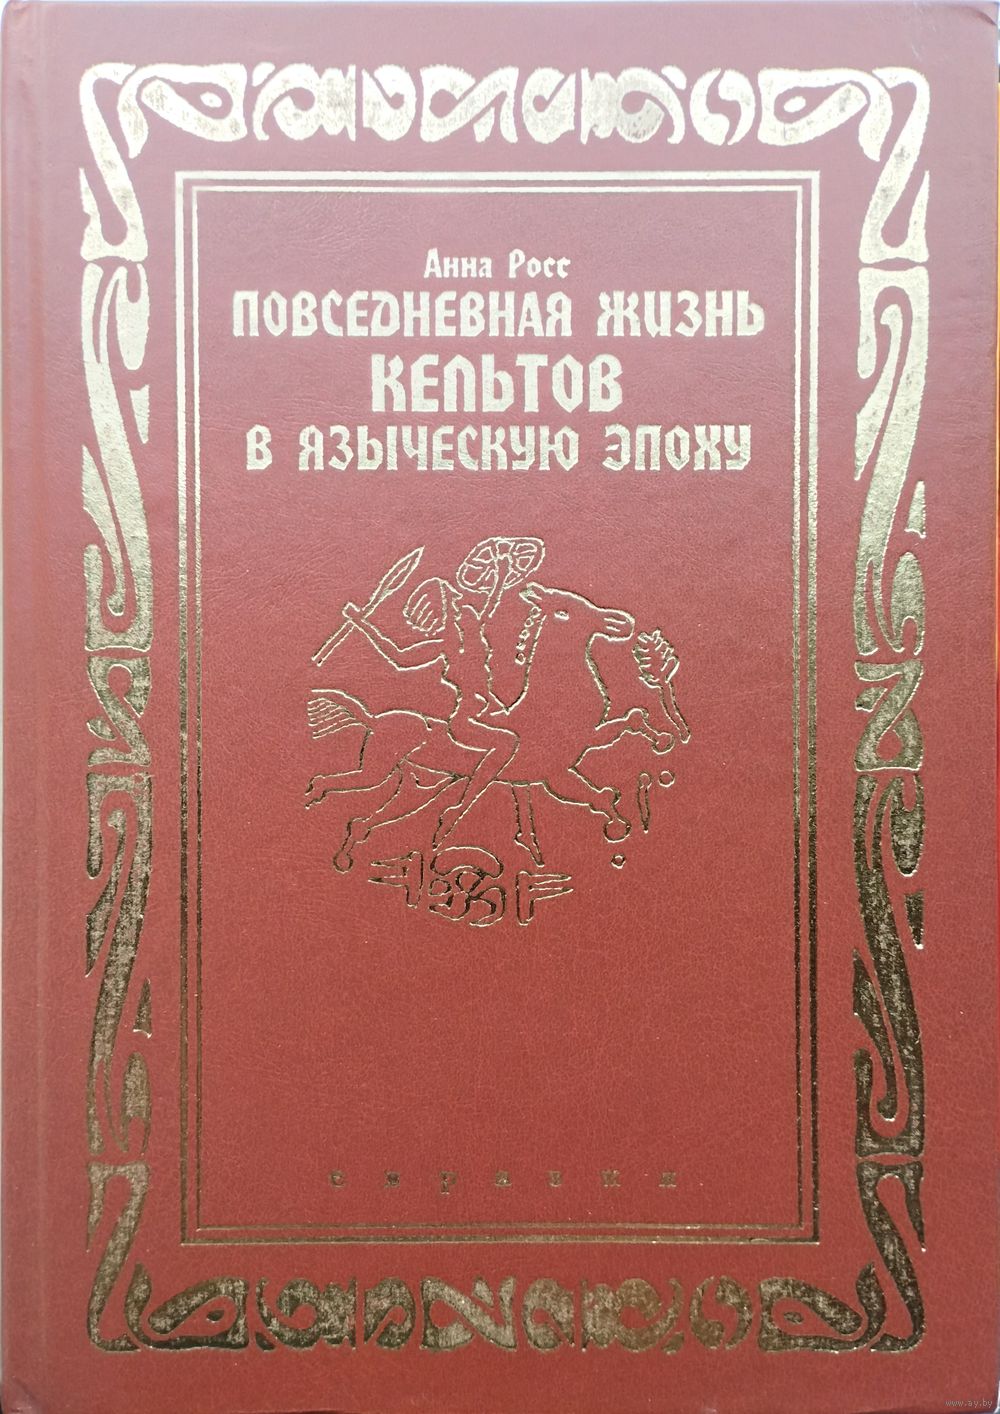 Анна Росс
ПОВСЕДНЕВНАЯ ЖИЗНЬ
КЕЛЬТОВ
В ЯЗЫЧЕСКУЮ ЭПОХУ
евразия
www.ay.by